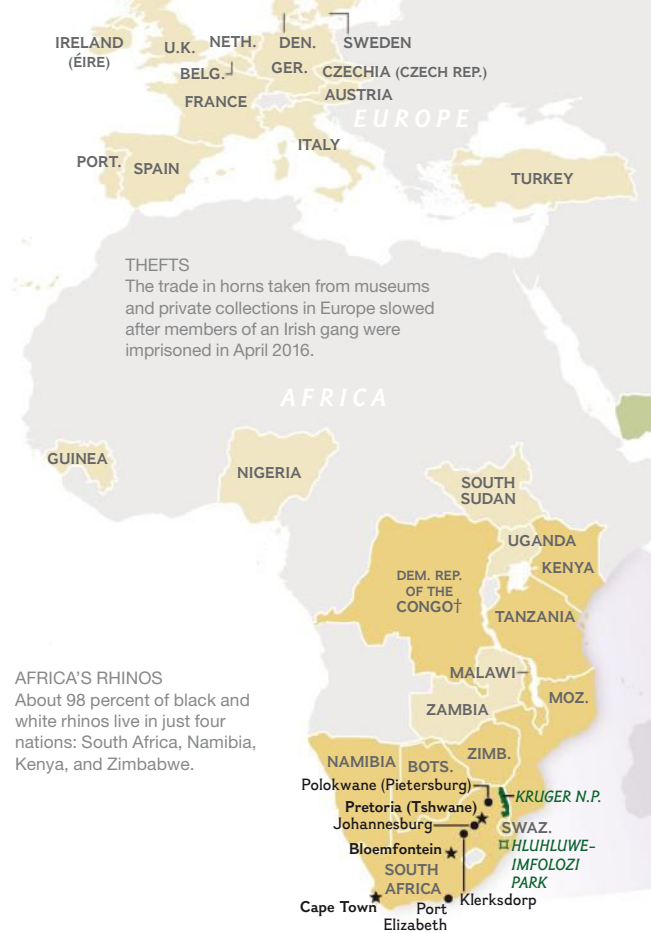 IRELAND
(ÉIRE)
U.K.
NETH.
DEN.
SWEDEN
BELG.
GER.
CZECHIA (CZECH REP.)
FRANCE
AUSTRIA
EUROPE
ITALY
PORT.
SPAIN
TURKEY
THEFTS
The trade in horns taken from museums
and private collections in Europe slowed
after members of an Irish gang were
imprisoned in April 2016.
AFRICA
GUINEA
NIGERIA
SOUTH
SUDAN
UGANDA
KENYA
DEM. REP.
OF THE
CONGO†
TANZANIA
MALAWI
MOZ.
ZAMBIA
AFRICA'S RHINOS
About 98 percent of black and
white rhinos live in just four
nations: South Africa, Namibia,
Kenya, and Zimbabwe.
NAMIBIA
BOTS.
ZIMB.
Polokwane (Pietersburg)
KRUGER N.P.
Pretoria (Tshwane)
Johannesburg
SWAZ.
Bloemfontein
HLUHLUWE-
IMFOLOZI
PARK
SOUTH
AFRICA
Cape Town
Port
Elizabeth
Klerksdorp